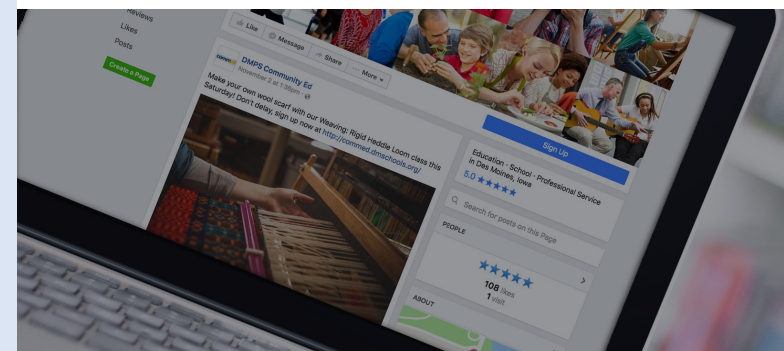 Reviews
Likes
Posts
Create a Page
Like
Message
Share
More
DMPS Community Ed
November 2 at 1:38pm ·
Make your own wool scarf with our Weaving: Rigid Heddle Loom class this
Saturday! Don't delay, sign up now at http://commed.dmschools.org/
Sign Up
Education · School · Professional Service
in Des Moines, Iowa
5.0 ★★★★★
Search for posts on this Page
PEOPLE
★★★★★
108 likes
1 visit
ABOUT